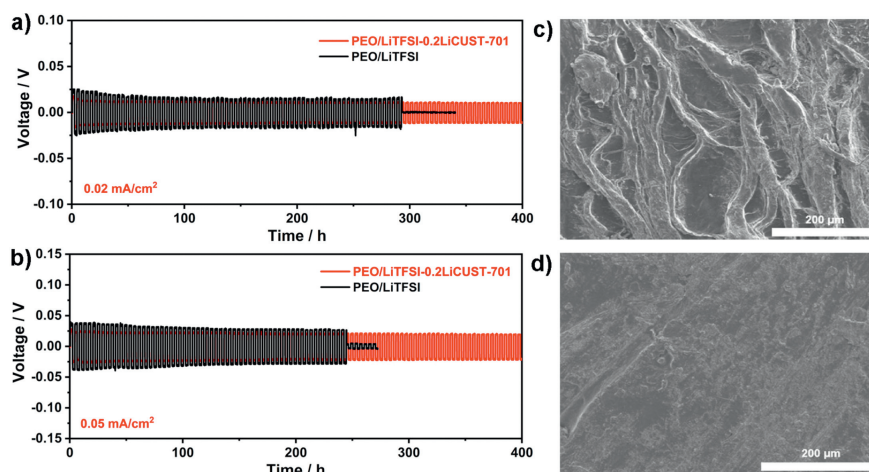 a)
0.10
0.05
0.00
-0.05
-0.10
Voltage / V
PEO/LiTFSI-0.2LiCUST-701
PEO/LiTFSI
0.02 mA/cm²
0 100 200 300 400
Time / h
b)
0.15
0.10
0.05
0.00
-0.05
-0.10
-0.15
Voltage / V
PEO/LiTFSI-0.2LiCUST-701
PEO/LiTFSI
0.05 mA/cm²
0 100 200 300 400
Time / h
c)
200 µm
d)
200 µm